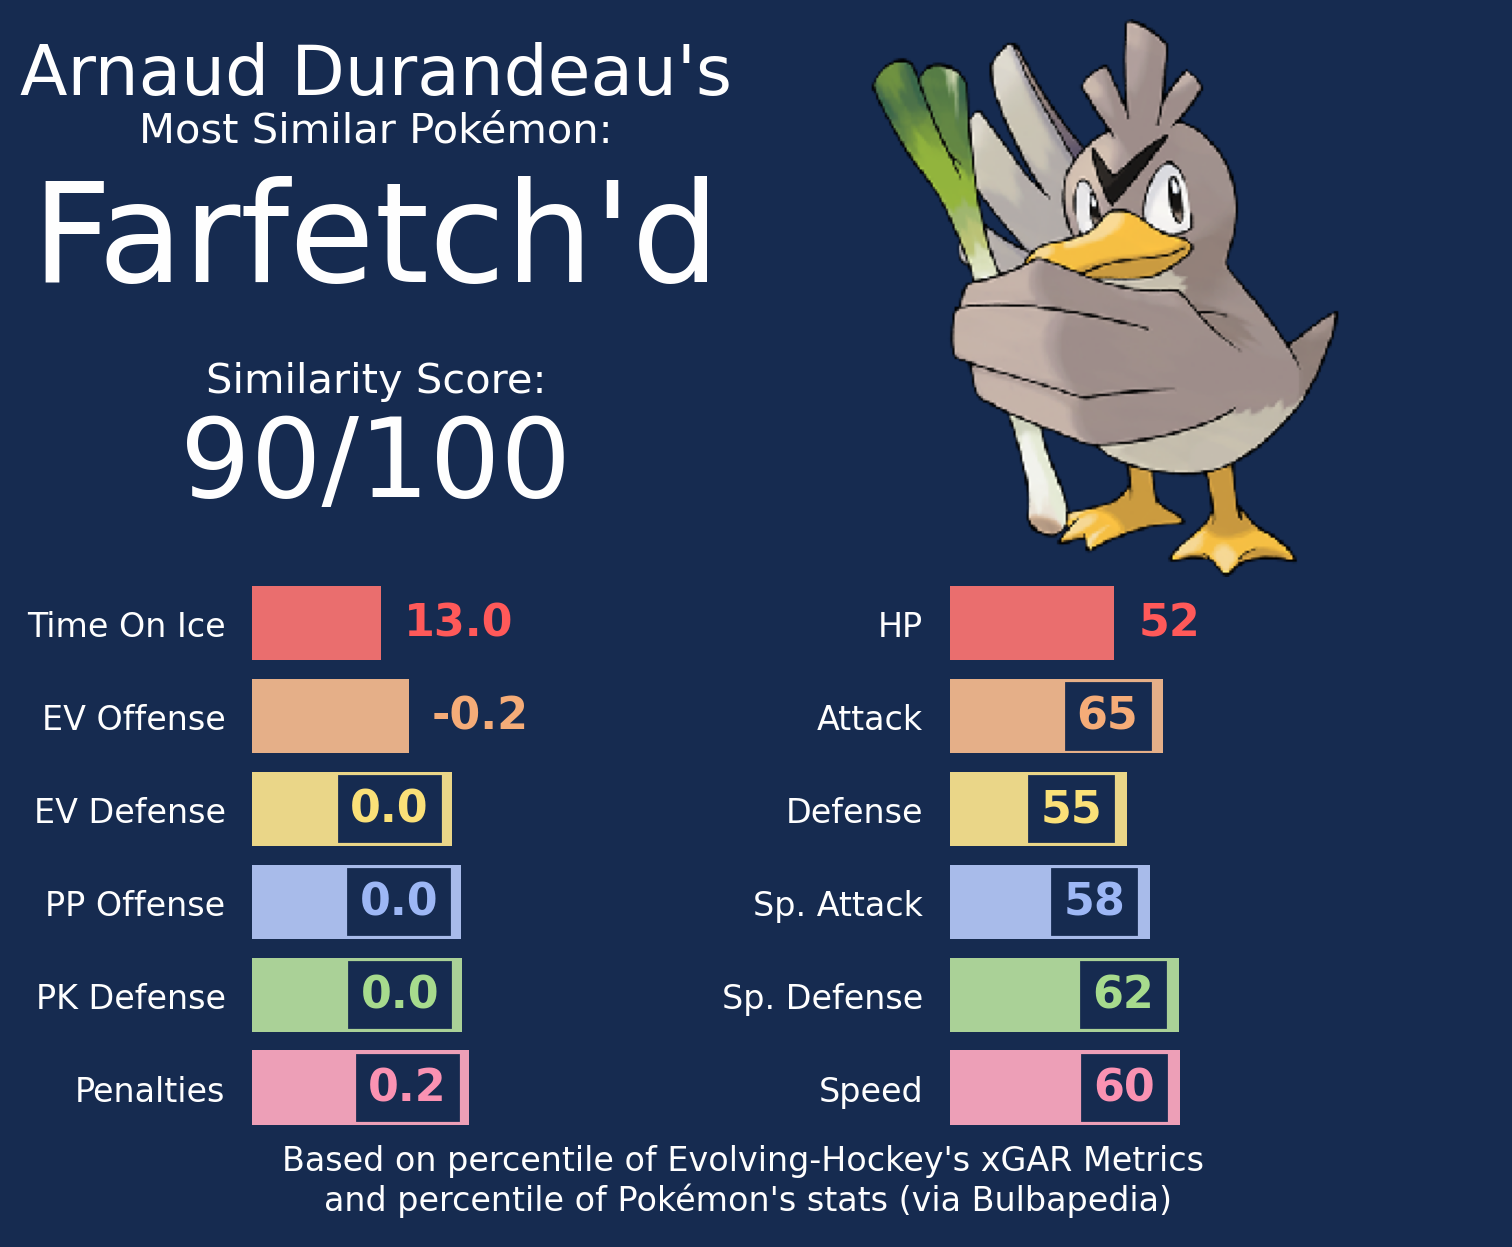 Arnaud Durandeau's
Most Similar Pokémon:
Farfetch'd
Similarity Score:
90/100
Time On Ice 13.0
EV Offense -0.2
EV Defense 0.0
PP Offense 0.0
PK Defense 0.0
Penalties 0.2
HP 52
Attack 65
Defense 55
Sp. Attack 58
Sp. Defense 62
Speed 60
Based on percentile of Evolving-Hockey's xGAR Metrics
and percentile of Pokémon's stats (via Bulbapedia)